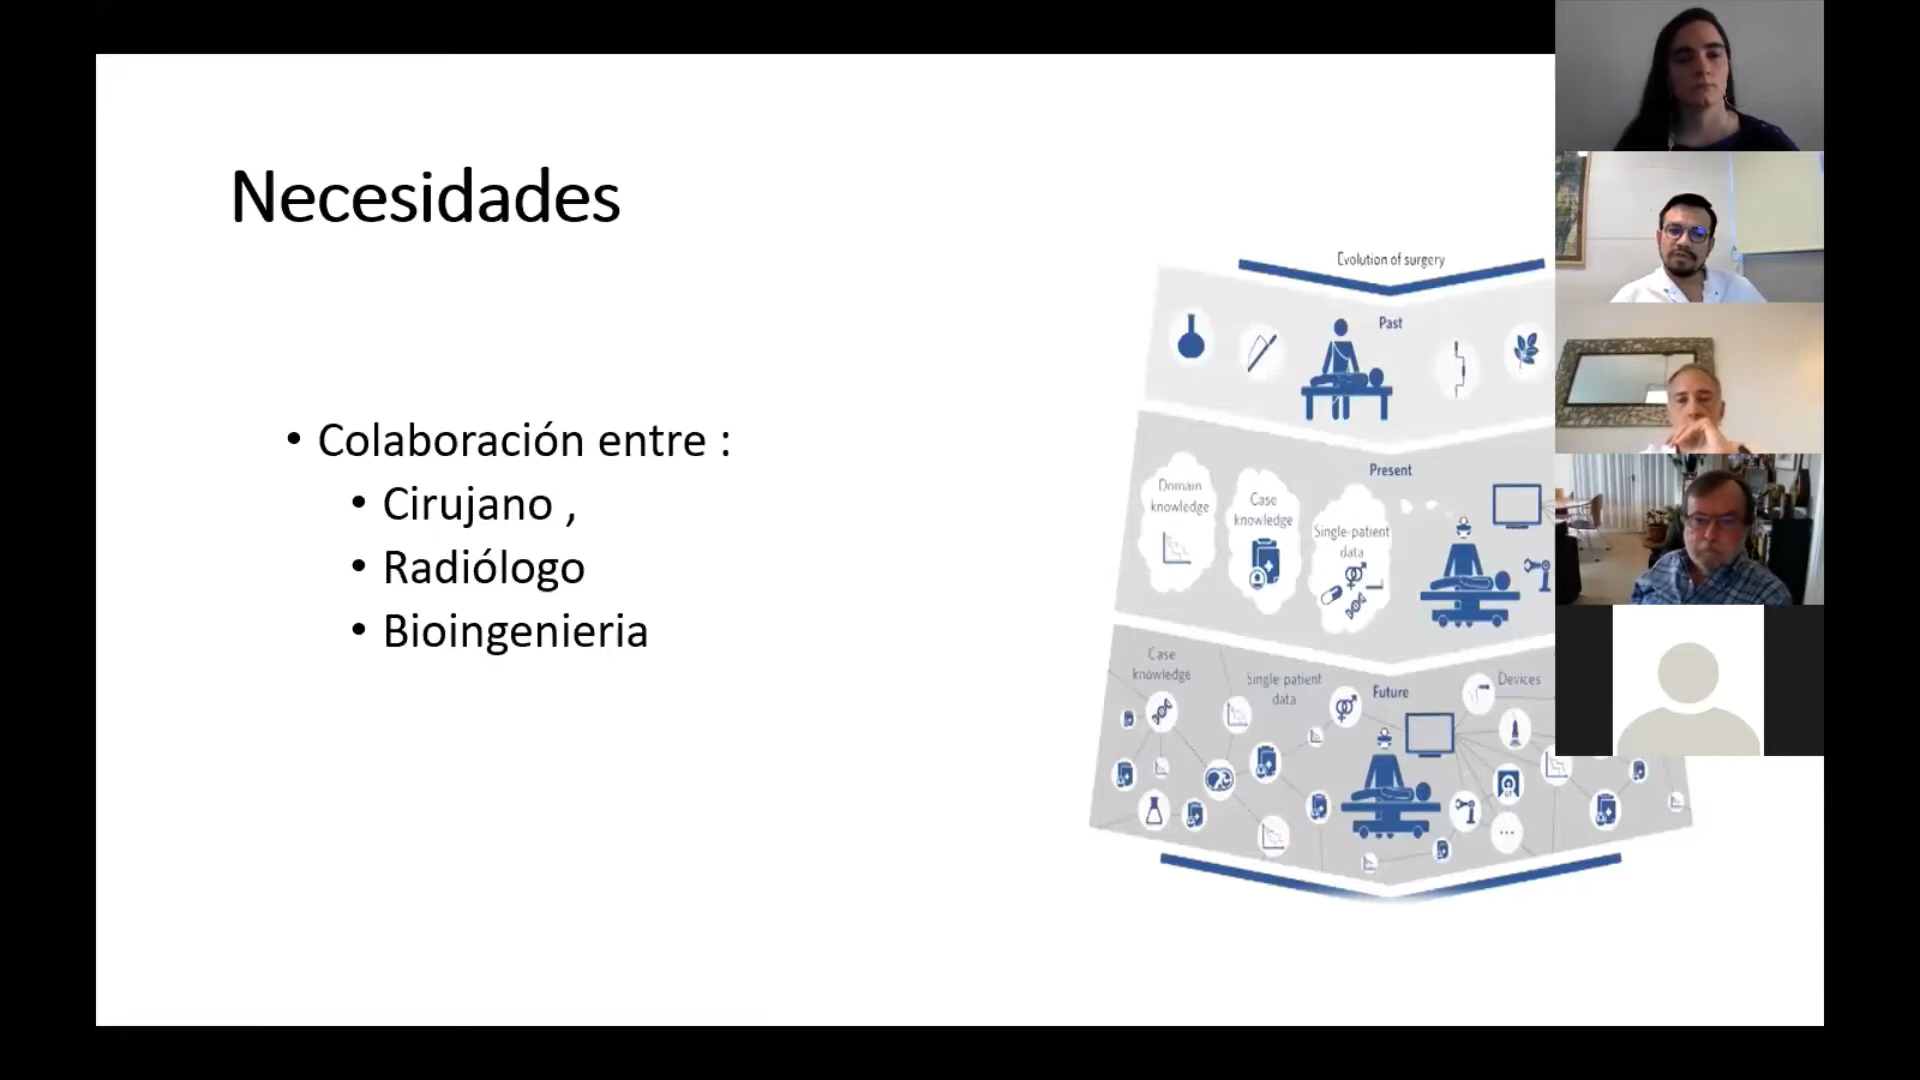 Necesidades
• Colaboración entre :
• Cirujano ,
• Radiólogo
• Bioingenieria
Evolution of surgery
Past
Present
Domain
knowledge
Case
knowledge
Single-patient
data
Future
Case
knowledge
Single-patient
data
Devices